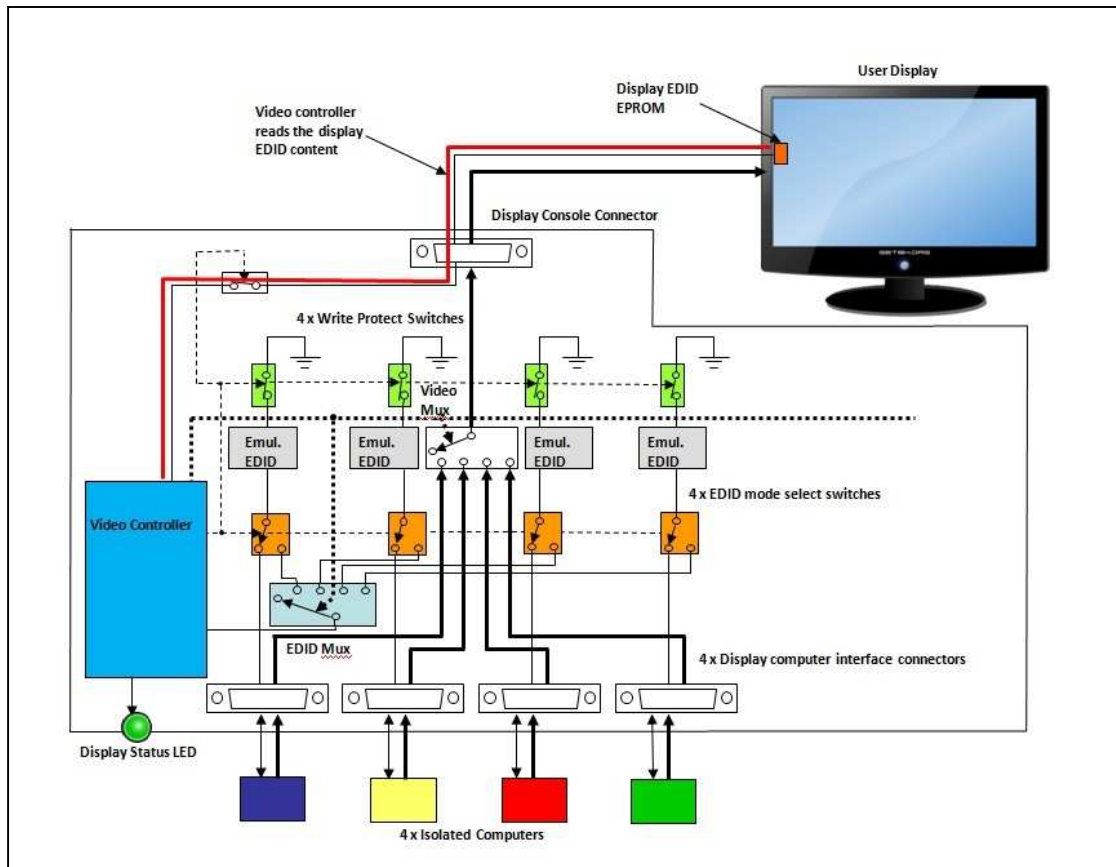 User Display
Display EDID
EPROM
Video controller
reads the display
EDID content
Display Console Connector
4 x Write Protect Switches
Video
Mux
Emul.
EDID
Emul.
EDID
Emul.
EDID
Emul.
EDID
4 x EDID mode select switches
Video Controller
EDID Mux
4 x Display computer interface connectors
Display Status LED
4 x Isolated Computers